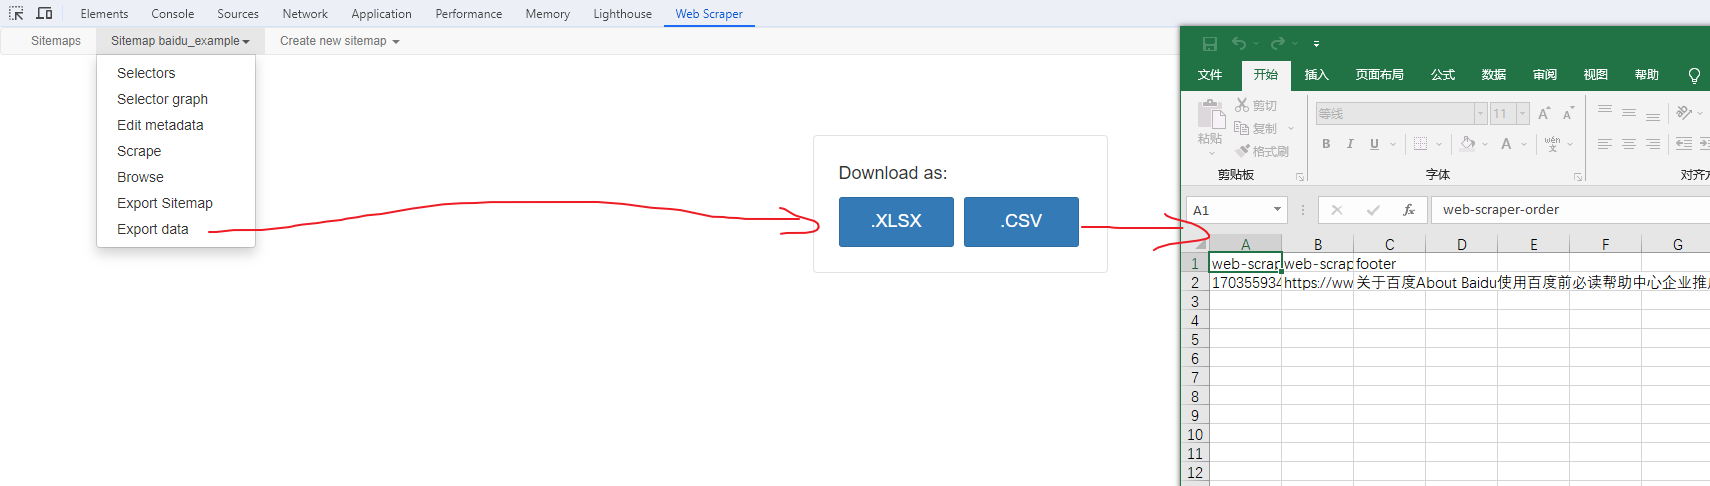 Elements Console Sources Network Application Performance Memory Lighthouse Web Scraper
Sitemaps Sitemap baidu_example Create new sitemap
Selectors
Selector graph
Edit metadata
Scrape
Browse
Export Sitemap
Export data
Download as:
.XLSX .CSV
文件 开始 插入 页面布局 公式 数据 审阅 视图 帮助
粘贴
剪切
复制
格式刷
剪贴板
等线 11
B I U A wén 文
字体
A1 fx web-scraper-order
A B C D E F G
1 web-scrap web-scrap footer
2 170355934 https://ww 关于百度About Baidu使用百度前必读帮助中心企业推
3
4
5
6
7
8
9
10
11
12